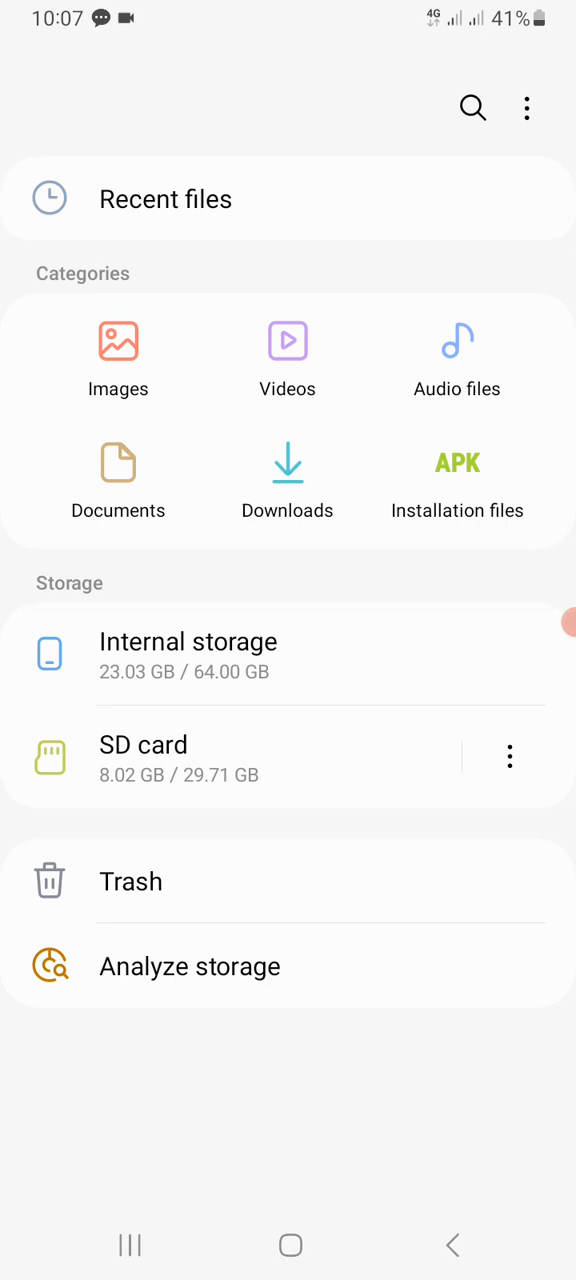 10:07 4G 41%
Recent files
Categories
Images Videos Audio files
APK
Documents Downloads Installation files
Storage
Internal storage
23.03 GB / 64.00 GB
SD card
8.02 GB / 29.71 GB
Trash
Analyze storage